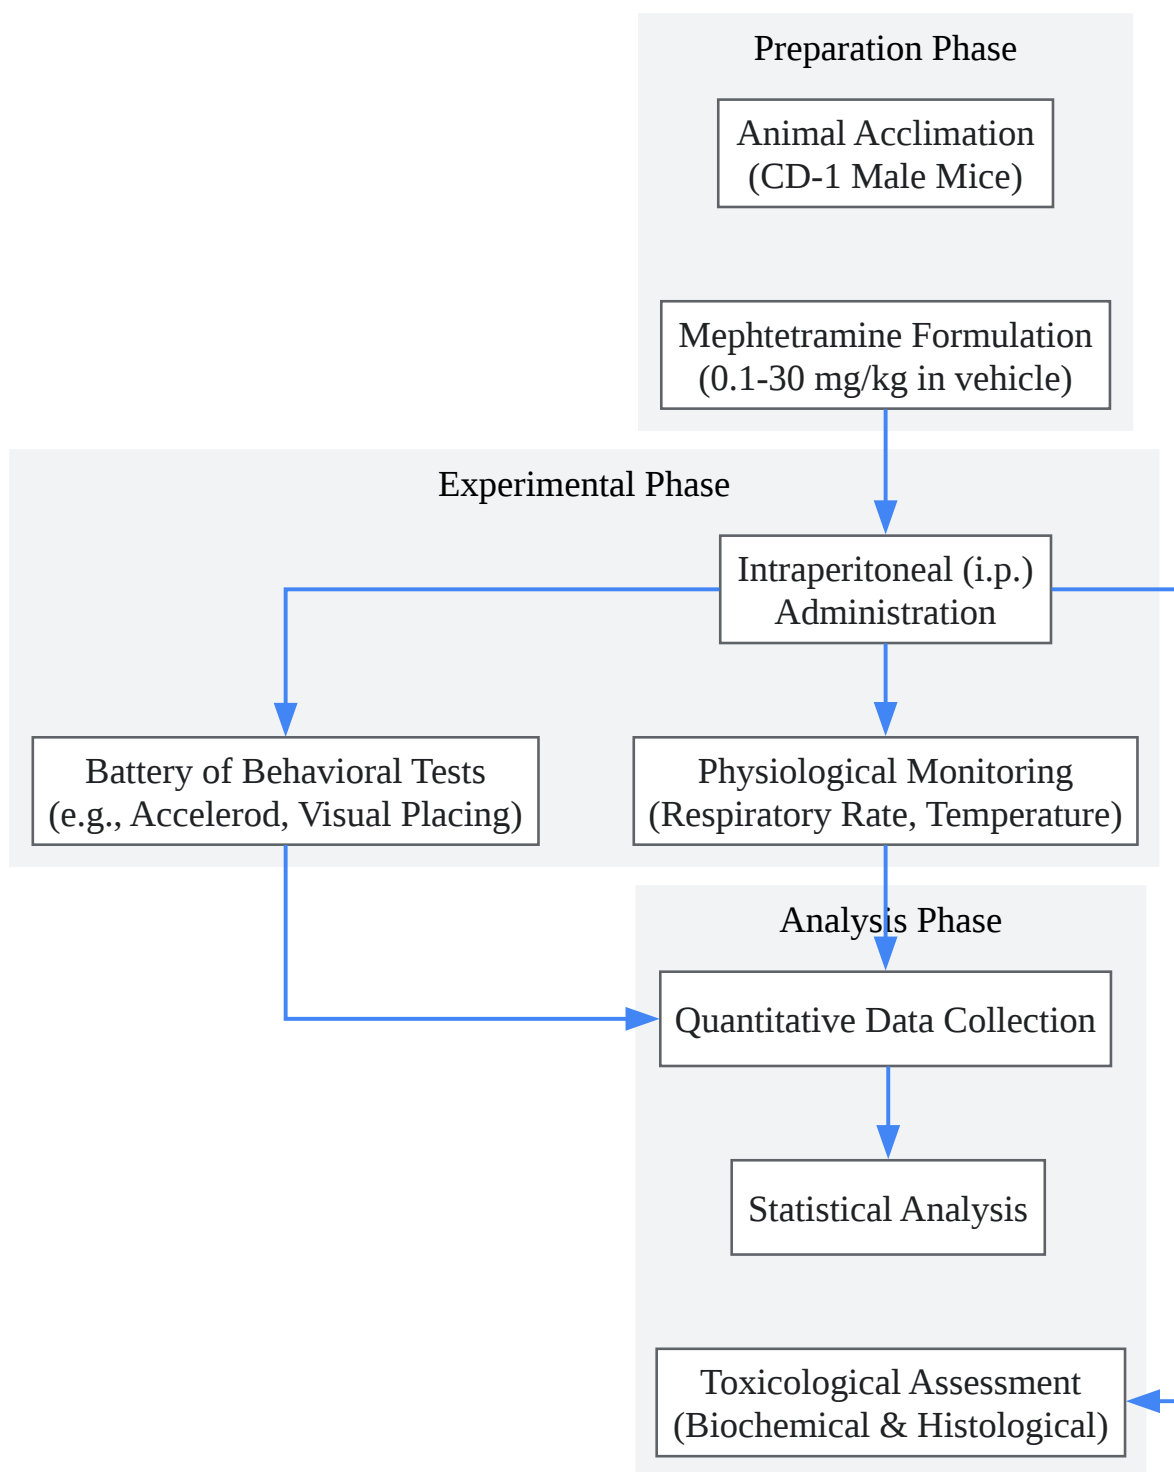 Preparation Phase
Animal Acclimation
(CD-1 Male Mice)
Mephtetramine Formulation
(0.1-30 mg/kg in vehicle)
Experimental Phase
Intraperitoneal (i.p.)
Administration
Battery of Behavioral Tests
(e.g., Accelerod, Visual Placing)
Physiological Monitoring
(Respiratory Rate, Temperature)
Analysis Phase
Quantitative Data Collection
Statistical Analysis
Toxicological Assessment
(Biochemical & Histological)